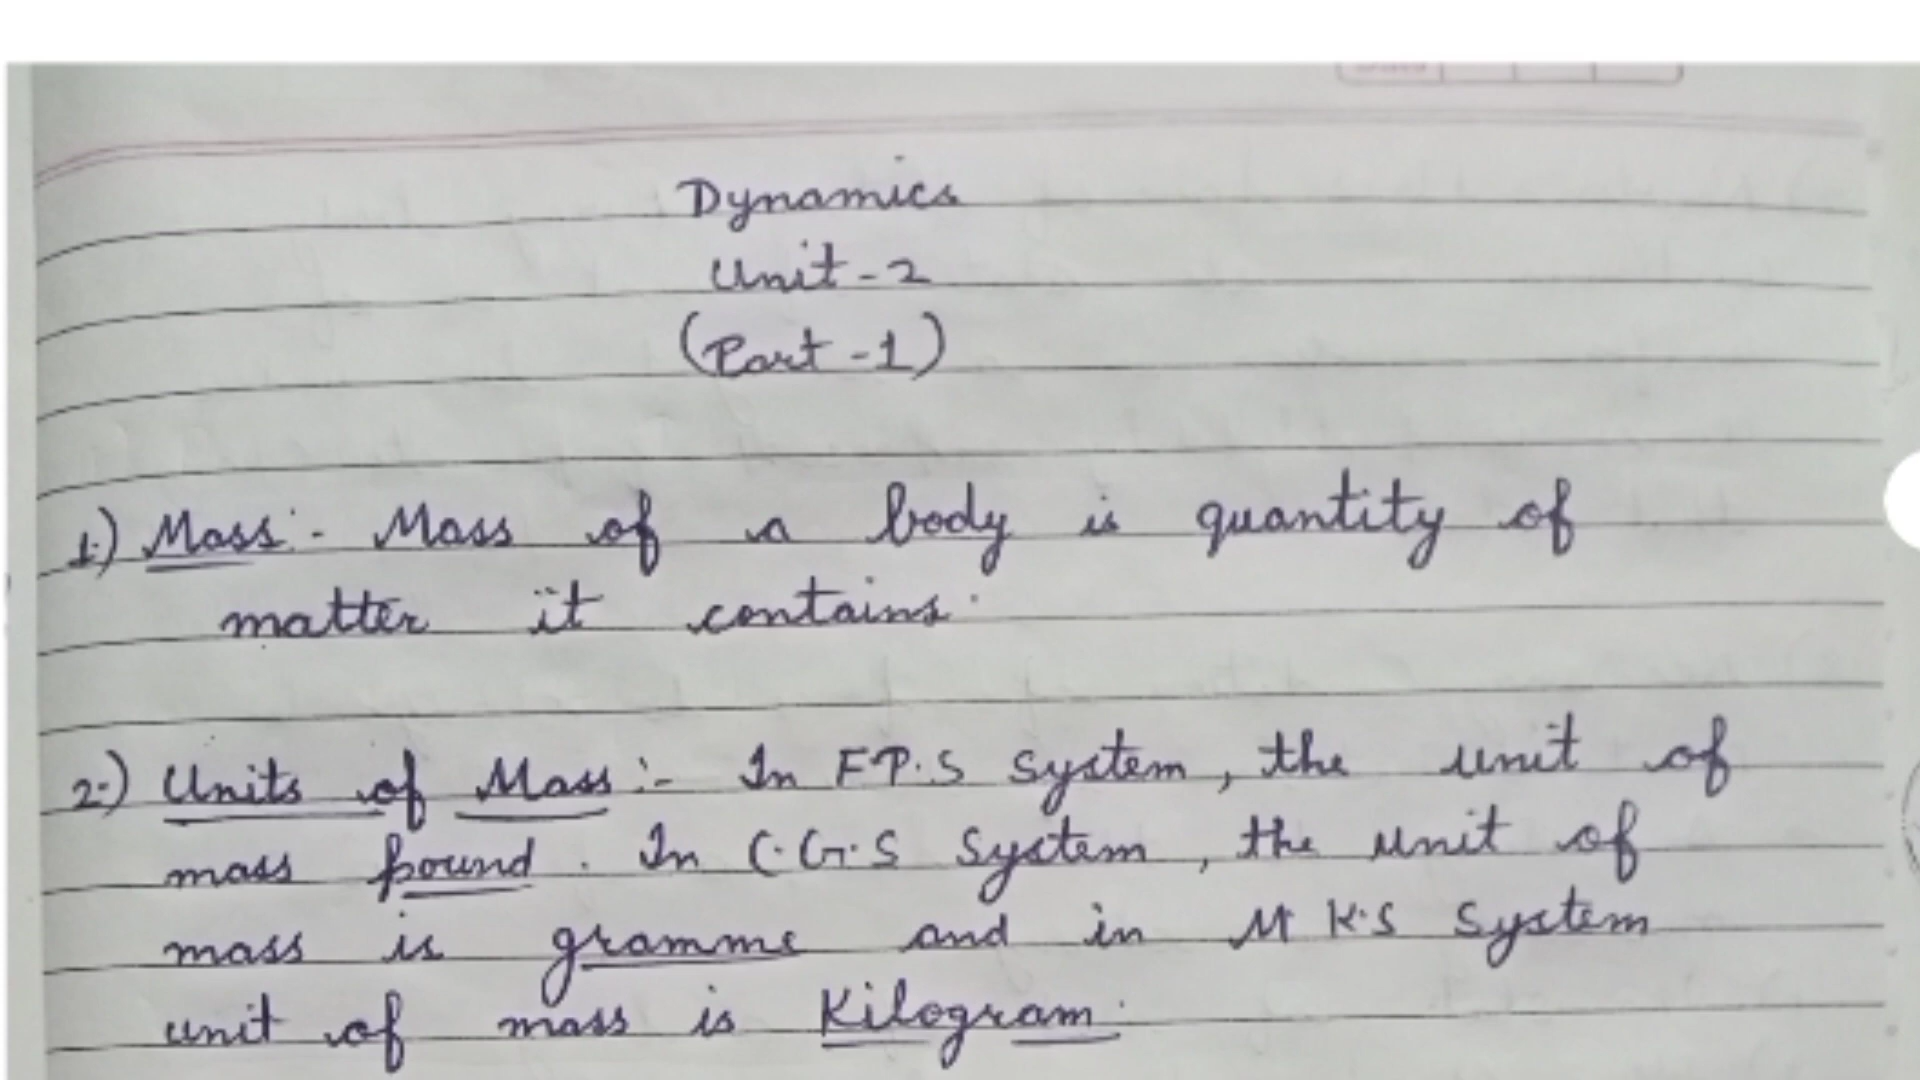 Dynamics
Unit-2
(Part-1)
1.) Mass:- Mass of a body is quantity of
matter it contains.
2.) Units of Mass:- In F.P.S system, the unit of
mass pound. In C.G.S system, the unit of
mass is gramme and in M K.S system
unit of mass is Kilogram.